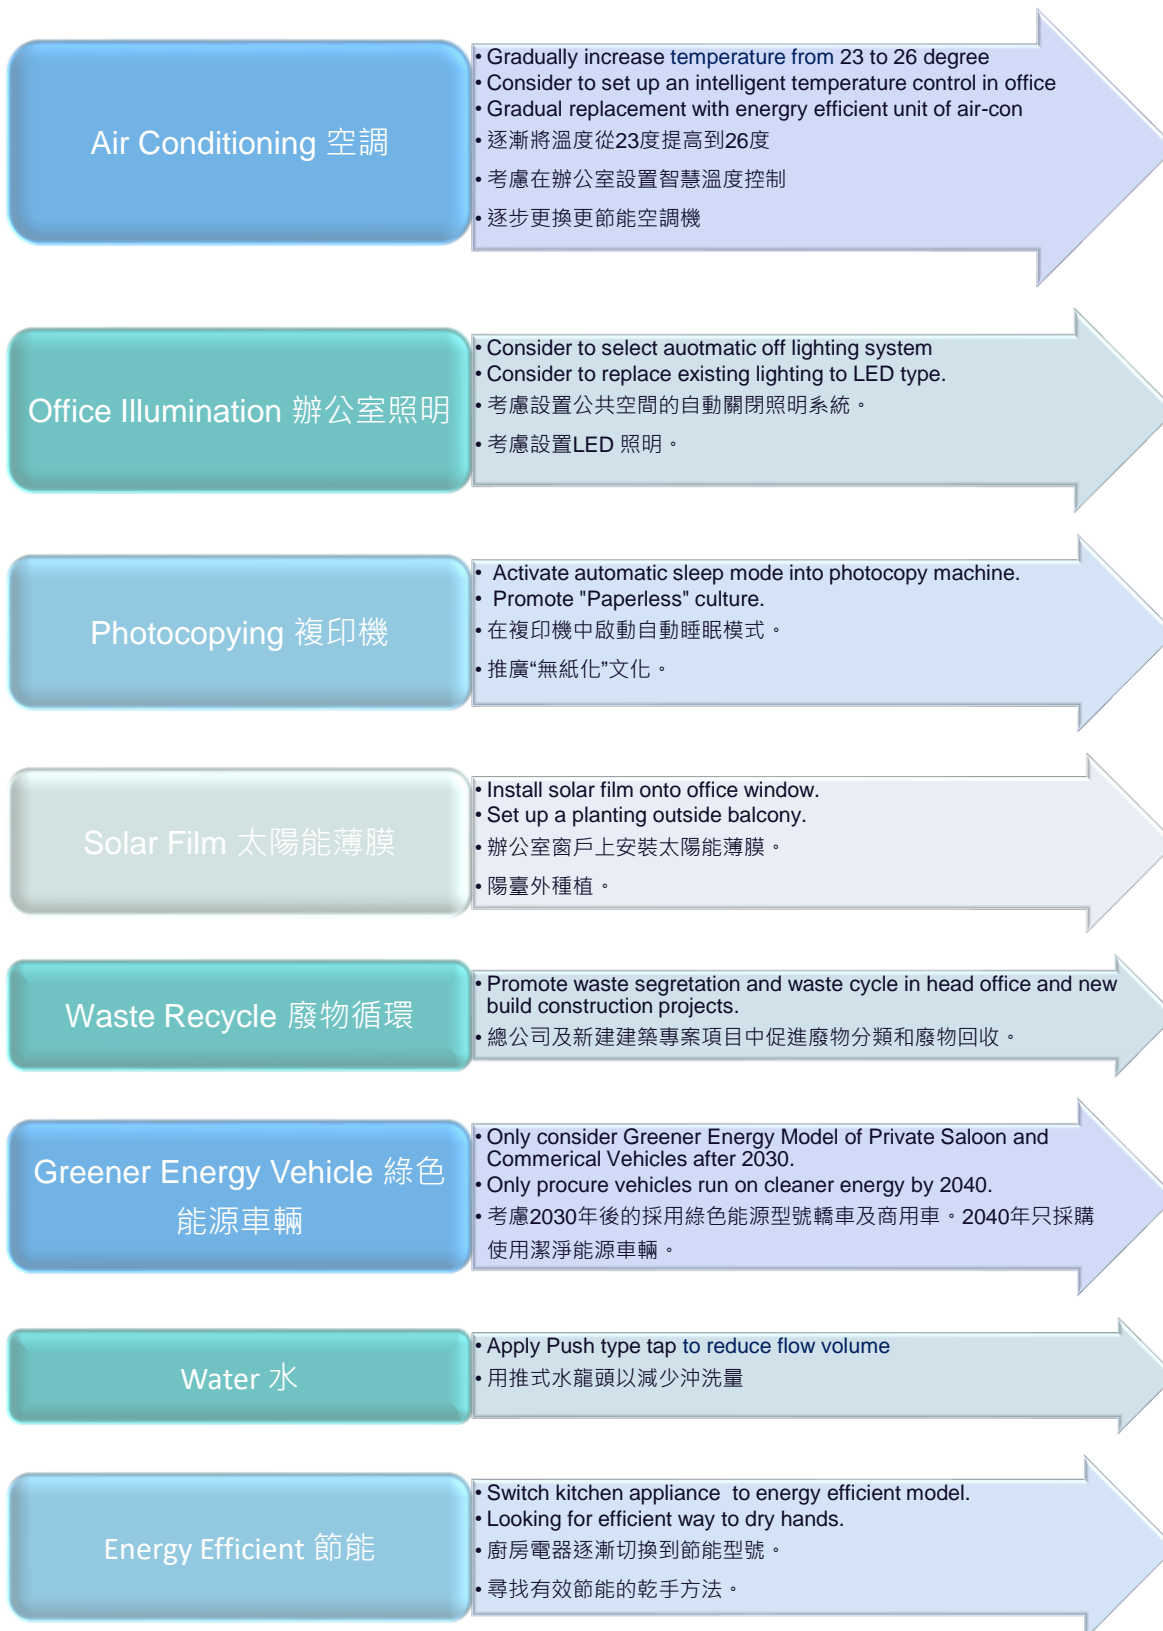 Air Conditioning 空調
• Gradually increase temperature from 23 to 26 degree
• Consider to set up an intelligent temperature control in office
• Gradual replacement with energry efficient unit of air-con
• 逐漸將溫度從23度提高到26度
• 考慮在辦公室設置智慧溫度控制
• 逐步更換更節能空調機
Office Illumination 辦公室照明
• Consider to select auotmatic off lighting system
• Consider to replace existing lighting to LED type.
• 考慮設置公共空間的自動關閉照明系統。
• 考慮設置LED 照明。
Photocopying 複印機
• Activate automatic sleep mode into photocopy machine.
• Promote "Paperless" culture.
• 在複印機中啟動自動睡眠模式。
• 推廣“無紙化”文化。
Solar Film 太陽能薄膜
• Install solar film onto office window.
• Set up a planting outside balcony.
• 辦公室窗戶上安裝太陽能薄膜。
• 陽臺外種植。
Waste Recycle 廢物循環
• Promote waste segretation and waste cycle in head office and new
build construction projects.
• 總公司及新建建築專案項目中促進廢物分類和廢物回收。
Greener Energy Vehicle 綠色
能源車輛
• Only consider Greener Energy Model of Private Saloon and
Commerical Vehicles after 2030.
• Only procure vehicles run on cleaner energy by 2040.
• 考慮2030年後的採用綠色能源型號轎車及商用車。2040年只採購
使用潔淨能源車輛。
Water 水
• Apply Push type tap to reduce flow volume
• 用推式水龍頭以減少沖洗量
Energy Efficient 節能
• Switch kitchen appliance to energy efficient model.
• Looking for efficient way to dry hands.
• 廚房電器逐漸切換到節能型號。
• 尋找有效節能的乾手方法。